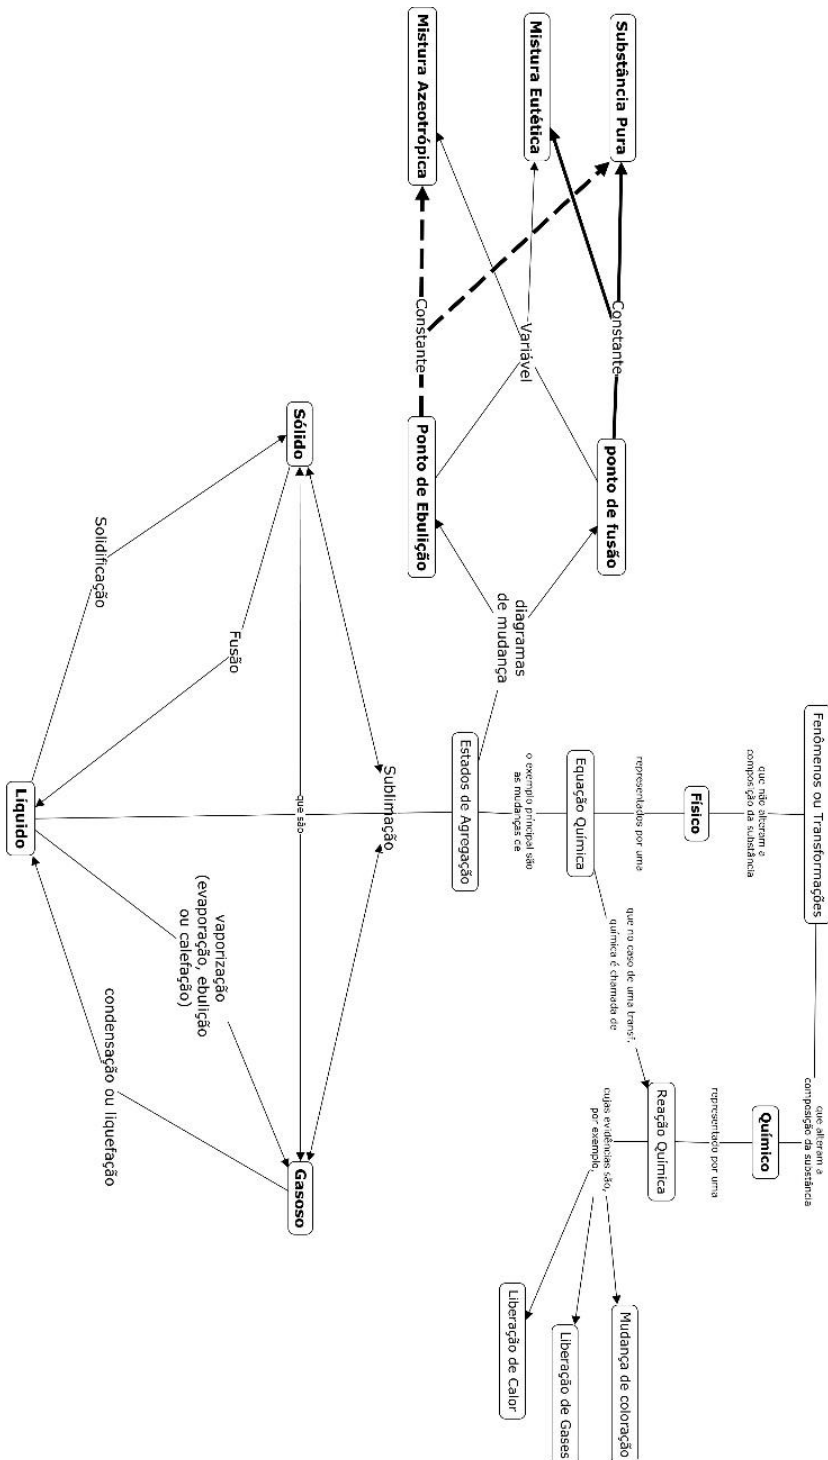 Fenômenos ou Transformações
que não alteram a
composição da substância
que alteram a
composição da substância
Físico
Químico
representados por uma
representado por uma
Equação Química
que no caso de uma transf.
química é chamada de
Reação Química
o exemplo principal são
as mudanças de
cujas evidências são,
por exemplo,
Mudança de coloração
Liberação de Gases
Liberação de Calor
Estados de Agregação
diagramas
de mudança
ponto de fusão
Ponto de Ebulição
Constante
Variável
Constante
Substância Pura
Mistura Eutética
Mistura Azeotrópica
Sublimação
que são
Sólido
Gasoso
Fusão
vaporização
(evaporação, ebulição
ou calefação)
Solidificação
condensação ou liquefação
Líquido